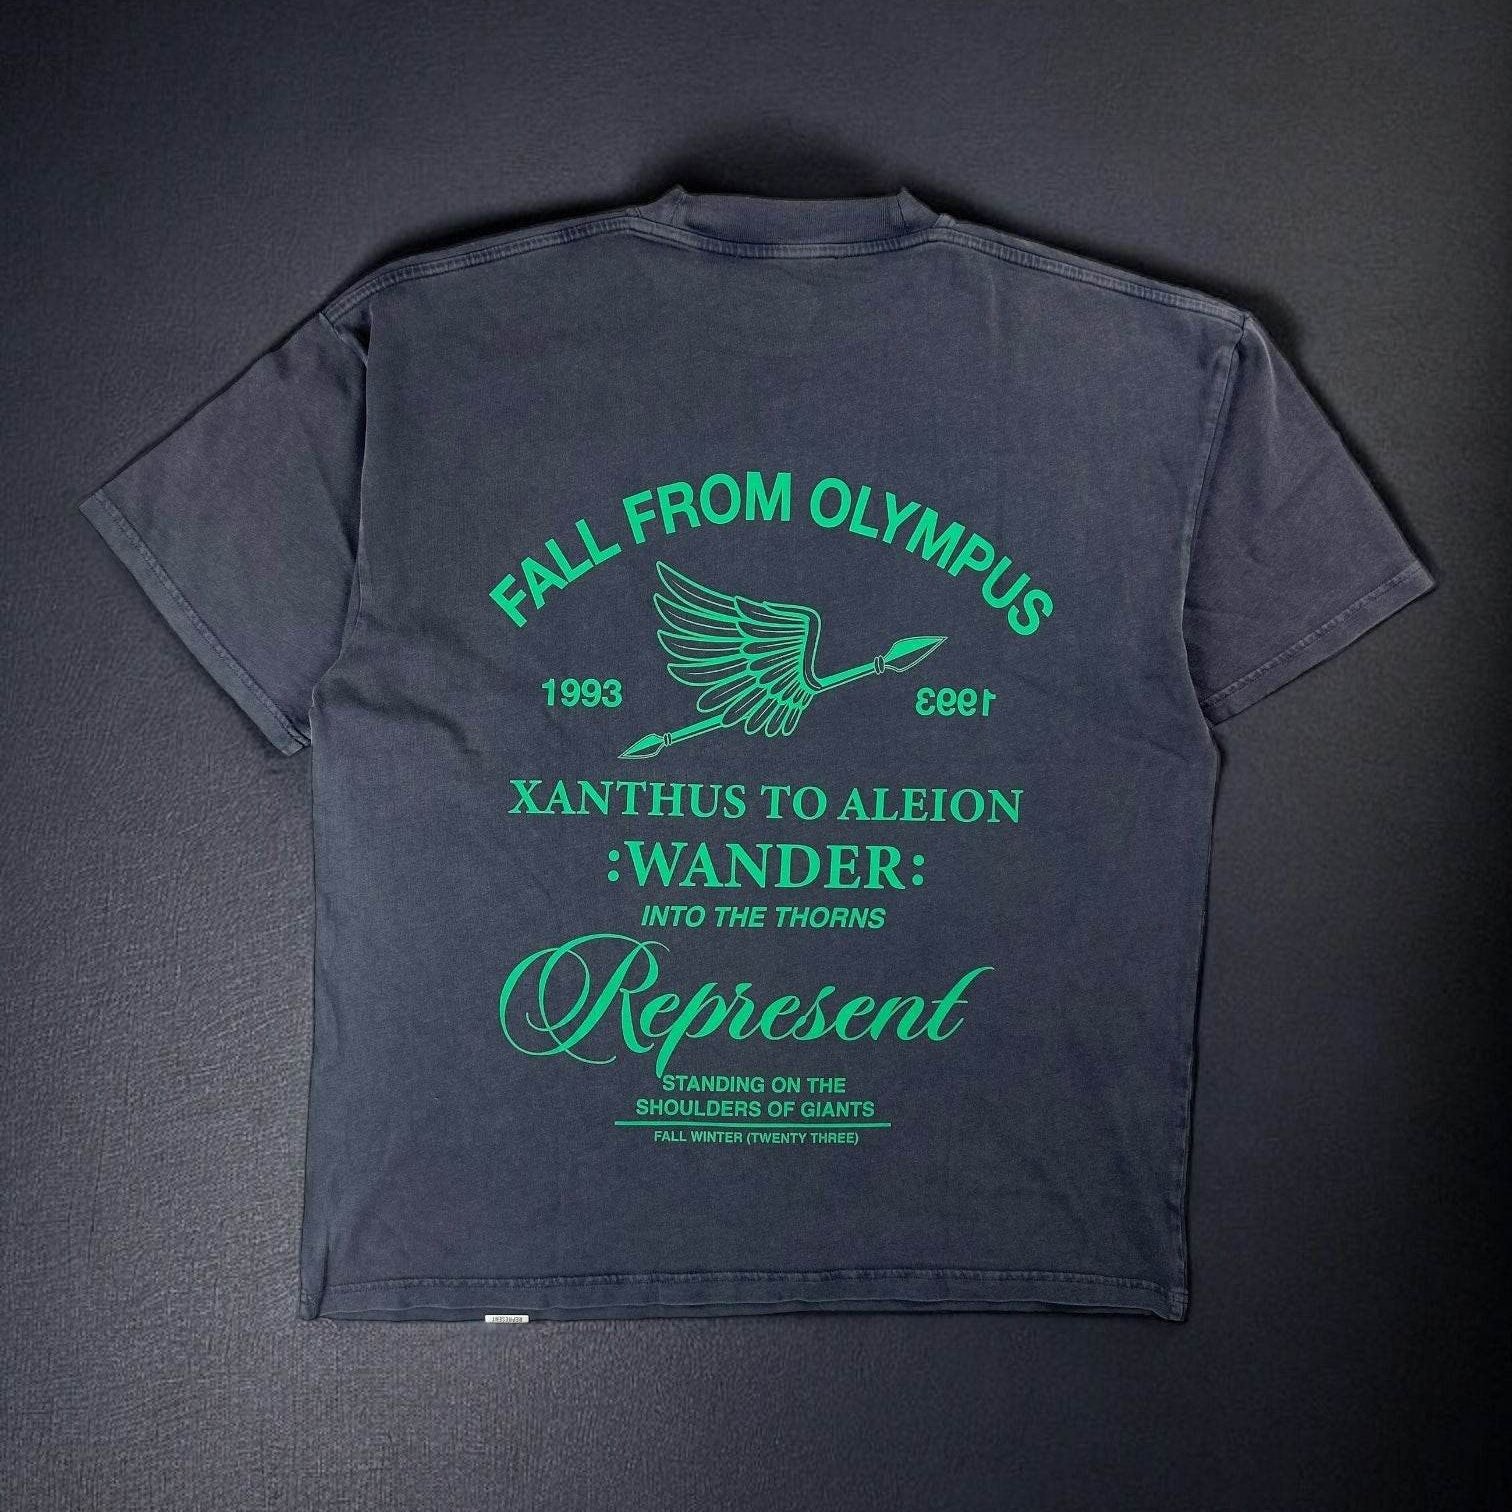 FALL FROM OLYMPUS
1993 1993
XANTHUS TO ALEION
:WANDER:
INTO THE THORNS
Represent
STANDING ON THE
SHOULDERS OF GIANTS
FALL WINTER (TWENTY THREE)
REPRESENT